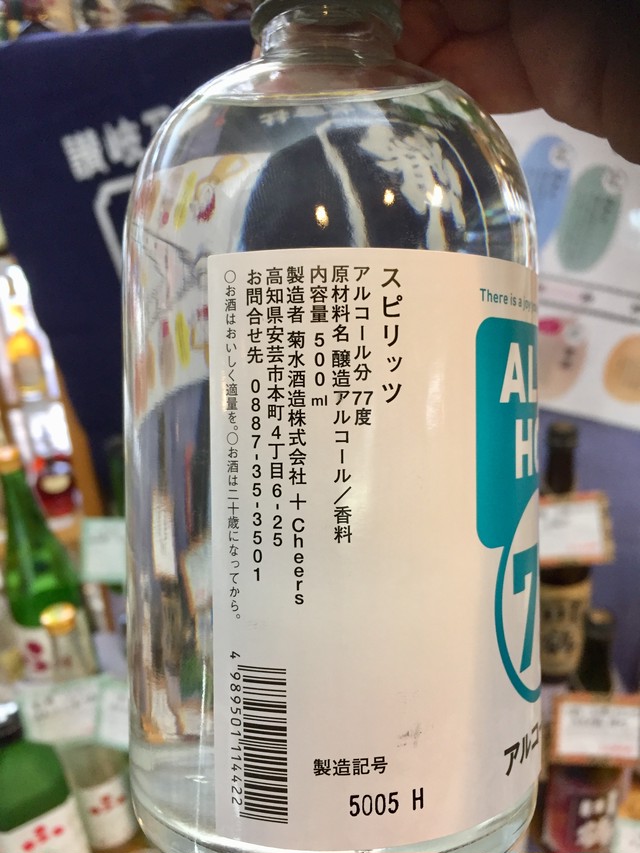 スピリッツ
アルコール分 77度
原材料名 醸造アルコール/香料
内容量 500 ml
製造者 菊水酒造株式会社 + Cheers
高知県安芸市本町4丁目6-25
お問合せ先 0887-35-3501
○お酒はおいしく適量を。○お酒は二十歳になってから。
4 989501 114422
製造記号
5005 H
There is a joy
AL
HO
7
アルコ
讃岐